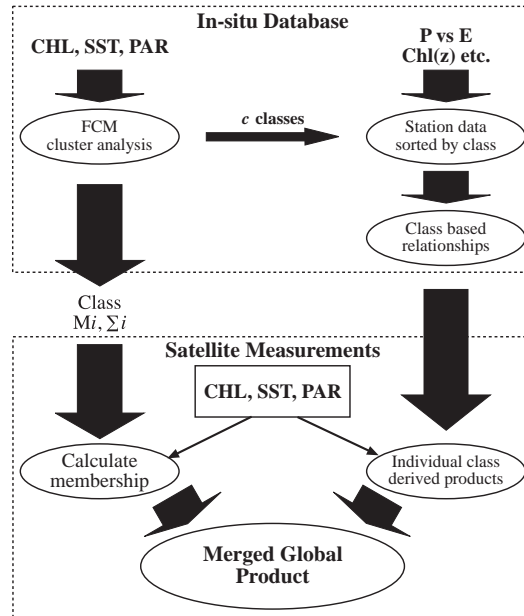 In-situ Database
CHL, SST, PAR
P vs E
Chl(z) etc.
FCM
cluster analysis
c classes
Station data
sorted by class
Class based
relationships
Class
Mi, Σi
Satellite Measurements
CHL, SST, PAR
Calculate
membership
Individual class
derived products
Merged Global
Product